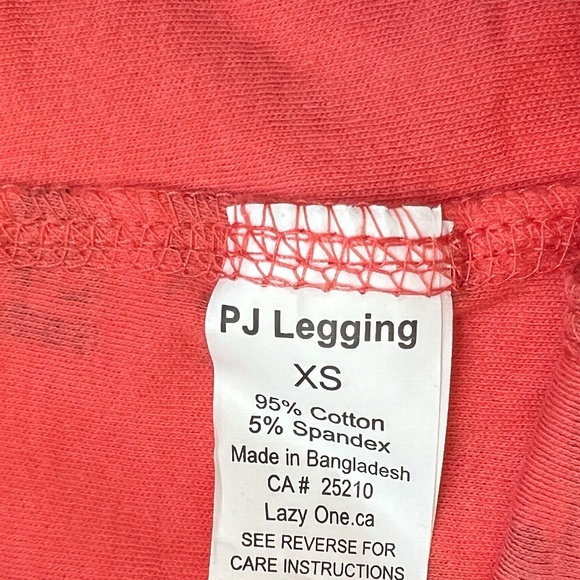 PJ Legging
XS
95% Cotton
5% Spandex
Made in Bangladesh
CA# 25210
Lazy One.ca
SEE REVERSE FOR
CARE INSTRUCTIONS